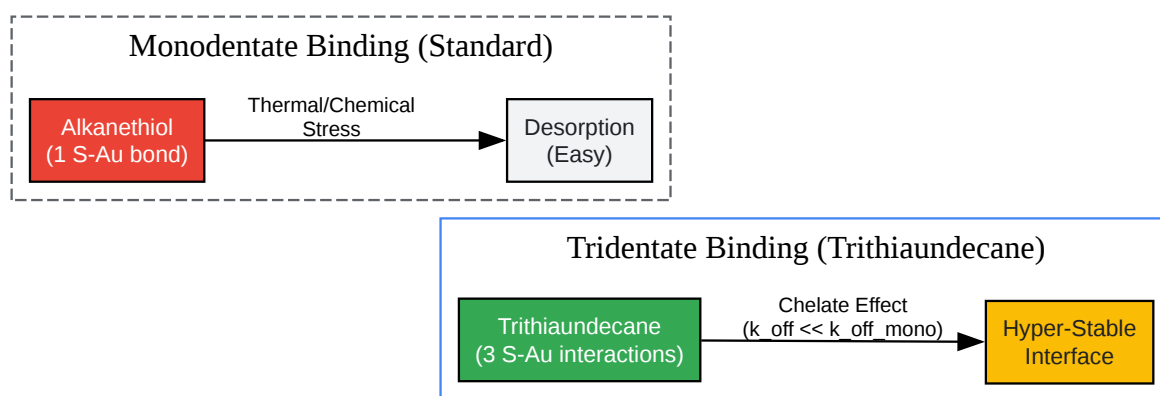 Monodentate Binding (Standard)
Alkanethiol
(1 S-Au bond)
Thermal/Chemical
Stress
Desorption
(Easy)
Tridentate Binding (Trithiaundecane)
Trithiaundecane
(3 S-Au interactions)
Chelate Effect
(k_off << k_off_mono)
Hyper-Stable
Interface